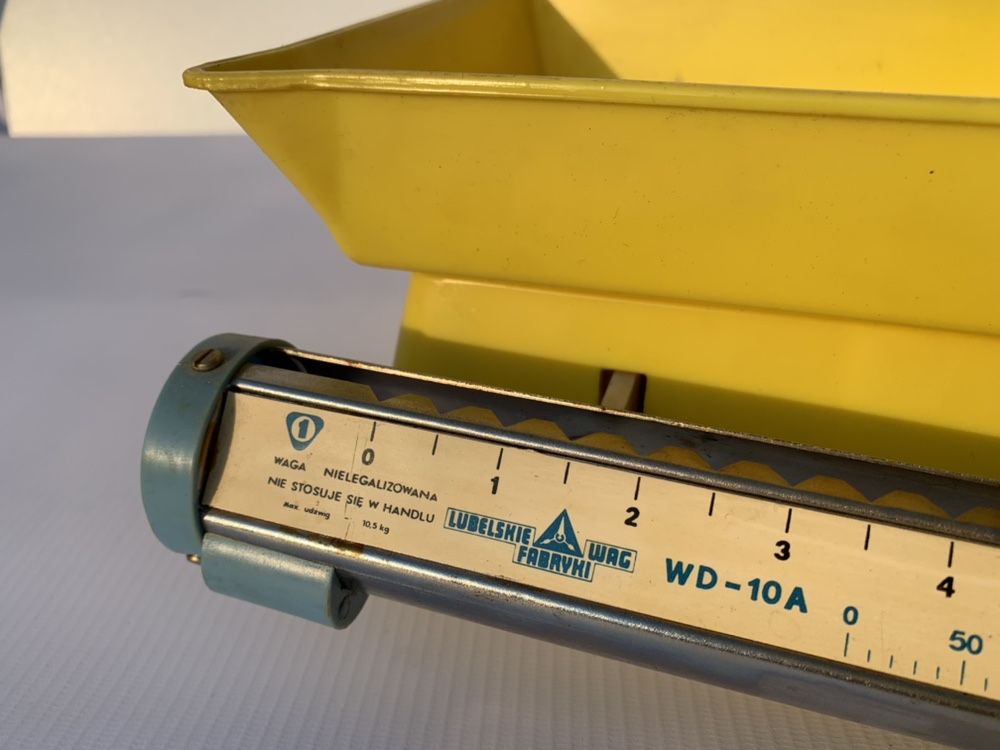 1
WAGA NIELEGALIZOWANA
NIE STOSUJE SIĘ W HANDLU
Max. udźwig 10,5 kg
LUBELSKIE
FABRYKI WAG
WD-10A
0 1 2 3 4
0 50